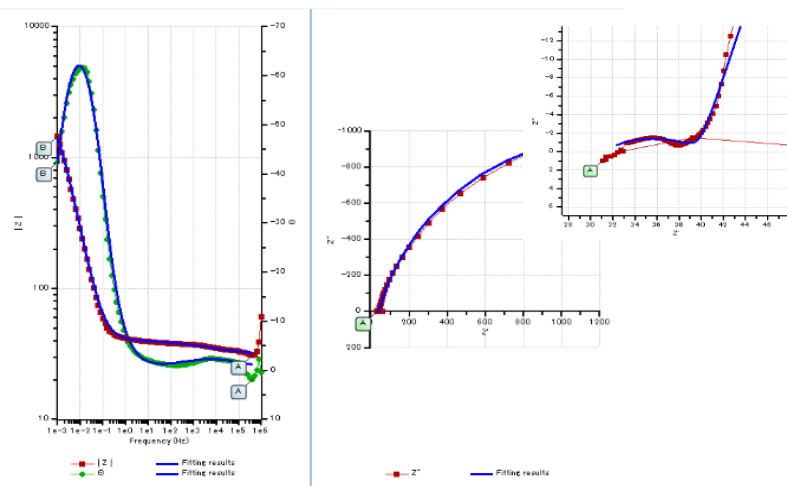 10000
1000
100
10
|Z|
-70
-60
-50
-40
-30
-20
-10
0
10
Θ
B
B
A
A
1e-3 1e-2 1e-1 1e0 1e1 1e2 1e3 1e4 1e5 1e6
Frequency (Hz)
|Z| Fitting results
Θ Fitting results
-1000
-800
-600
-400
-200
0
200
Z''
A
200 400 600 800 1000 1200
Z'
Z'' Fitting results
-12
-10
-8
-6
-4
-2
0
2
4
6
Z''
A
28 30 32 34 36 38 40 42 44 46
Z'